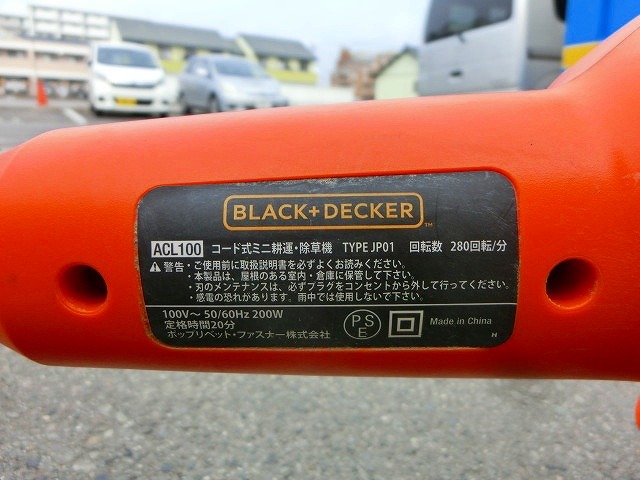 BLACK+DECKER™
ACL100 コード式ミニ耕運・除草機 TYPE JP01 回転数 280回転/分
⚠警告・ご使用前に取扱説明書を必ずよくお読みください。
・本製品は、屋根のある室内・倉庫に保管して下さい。
・刃のメンテナンスは、必ずプラグをコンセントから外して行ってください。
・感電の恐れがあります。雨中では使用しないで下さい。
100V～50/60Hz 200W
定格時間20分
ポップリベット・ファスナー株式会社
PSE
Made in China
N